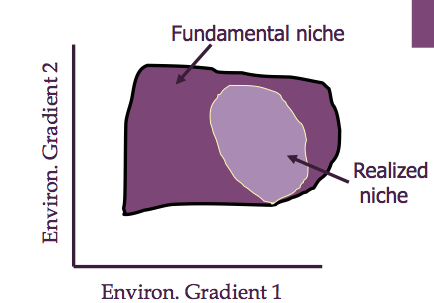 Fundamental niche
Environ. Gradient 2
Realized
niche
Environ. Gradient 1